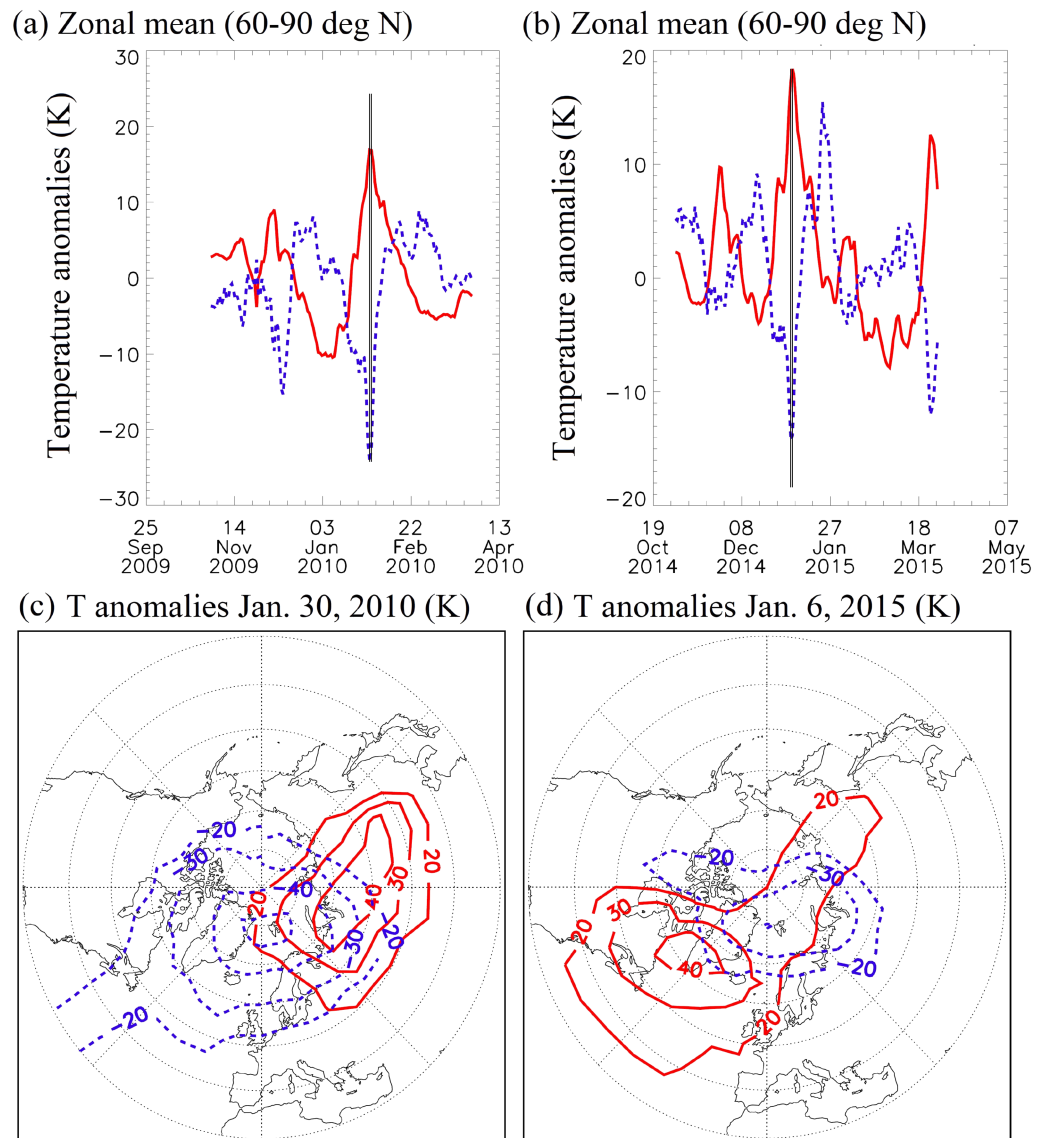 (a) Zonal mean (60-90 deg N)
Temperature anomalies (K)
30
20
10
0
−10
−20
−30
25 14 03 22 13
Sep Nov Jan Feb Apr
2009 2009 2010 2010 2010
(b) Zonal mean (60-90 deg N)
Temperature anomalies (K)
20
10
0
−10
−20
19 08 27 18 07
Oct Dec Jan Mar May
2014 2014 2015 2015 2015
(c) T anomalies Jan. 30, 2010 (K)
−20
−30
20
30
−40
40
20
−20
−30
−20
(d) T anomalies Jan. 6, 2015 (K)
20
−20
−30
30
20
40
−20
20